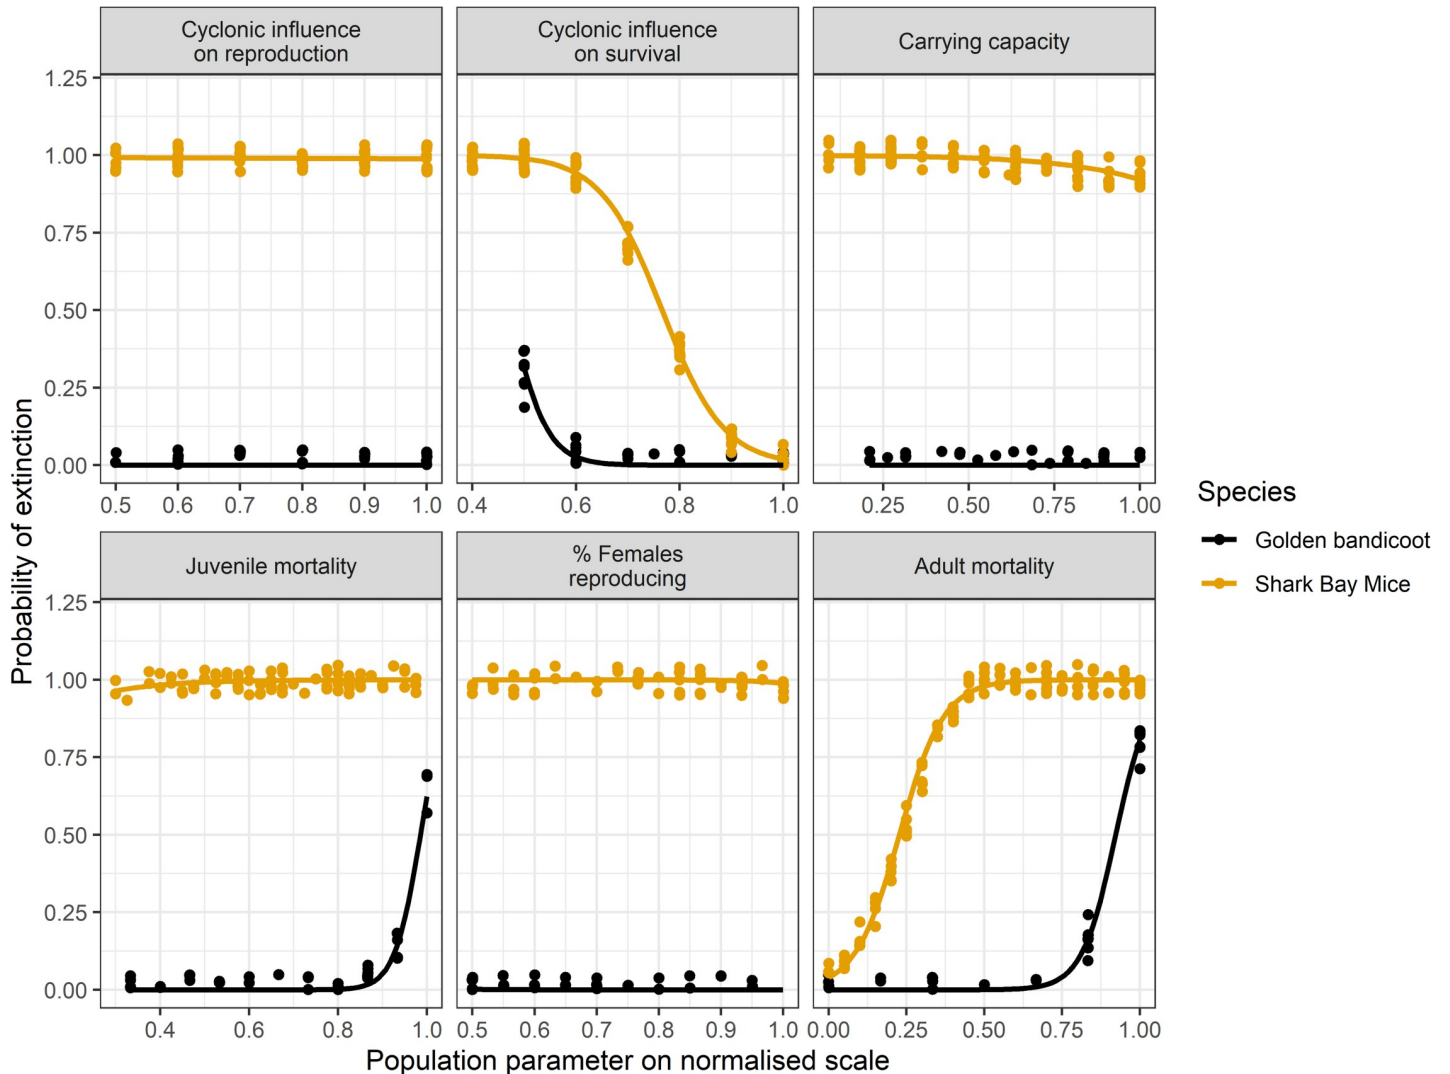 Cyclonic influence
on reproduction
Cyclonic influence
on survival
Carrying capacity
Probability of extinction
1.25
1.00
0.75
0.50
0.25
0.00
0.5 0.6 0.7 0.8 0.9 1.0
0.4 0.6 0.8 1.0
0.25 0.50 0.75 1.00
Juvenile mortality
% Females
reproducing
Adult mortality
1.25
1.00
0.75
0.50
0.25
0.00
0.4 0.6 0.8 1.0
0.5 0.6 0.7 0.8 0.9 1.0
0.00 0.25 0.50 0.75 1.00
Population parameter on normalised scale
Species
Golden bandicoot
Shark Bay Mice